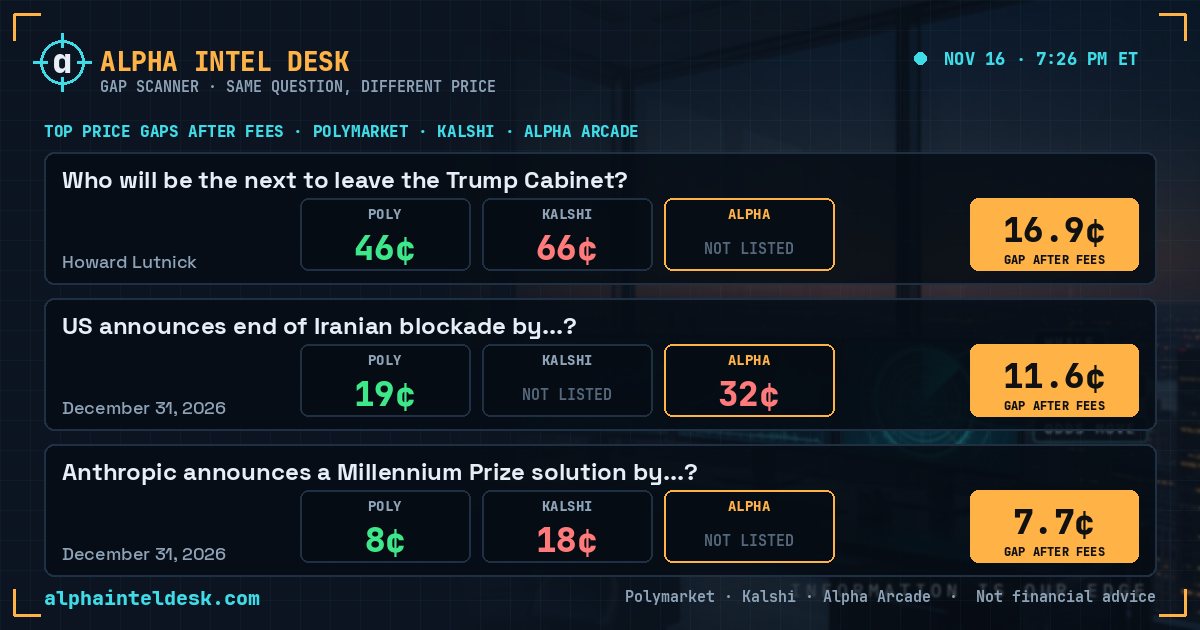 α
ALPHA INTEL DESK
GAP SCANNER · SAME QUESTION, DIFFERENT PRICE
NOV 16 · 7:26 PM ET
TOP PRICE GAPS AFTER FEES · POLYMARKET · KALSHI · ALPHA ARCADE
Who will be the next to leave the Trump Cabinet?
Howard Lutnick
POLY
46¢
KALSHI
66¢
ALPHA
NOT LISTED
16.9¢
GAP AFTER FEES
US announces end of Iranian blockade by...?
December 31, 2026
POLY
19¢
KALSHI
NOT LISTED
ALPHA
32¢
11.6¢
GAP AFTER FEES
Anthropic announces a Millennium Prize solution by...?
December 31, 2026
POLY
8¢
KALSHI
18¢
ALPHA
NOT LISTED
7.7¢
GAP AFTER FEES
INFORMATION IS OUR EDGE
alphainteldesk.com
Polymarket · Kalshi · Alpha Arcade · Not financial advice